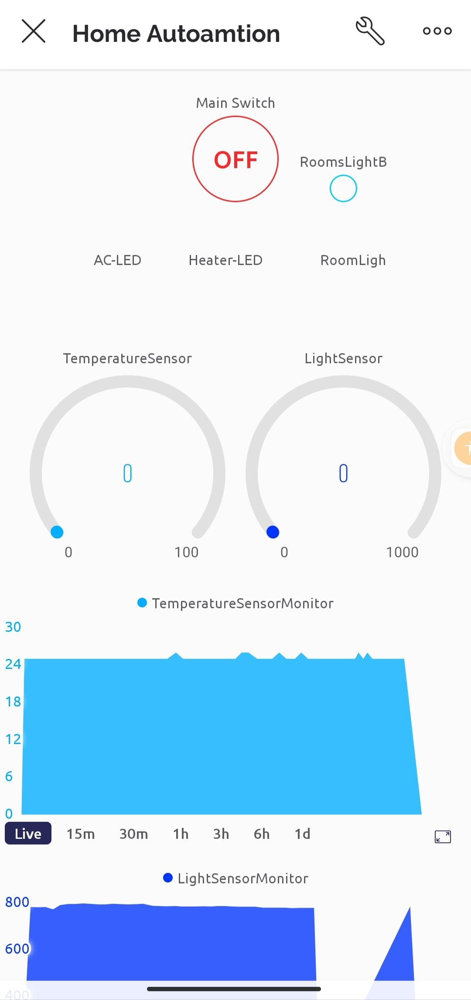 Home Autoamtion
Main Switch
OFF
RoomsLightB
AC-LED Heater-LED RoomLigh
TemperatureSensor LightSensor
0 0
0 100 0 1000
TemperatureSensorMonitor
30
24
18
12
6
0
Live 15m 30m 1h 3h 6h 1d
LightSensorMonitor
800
600
400